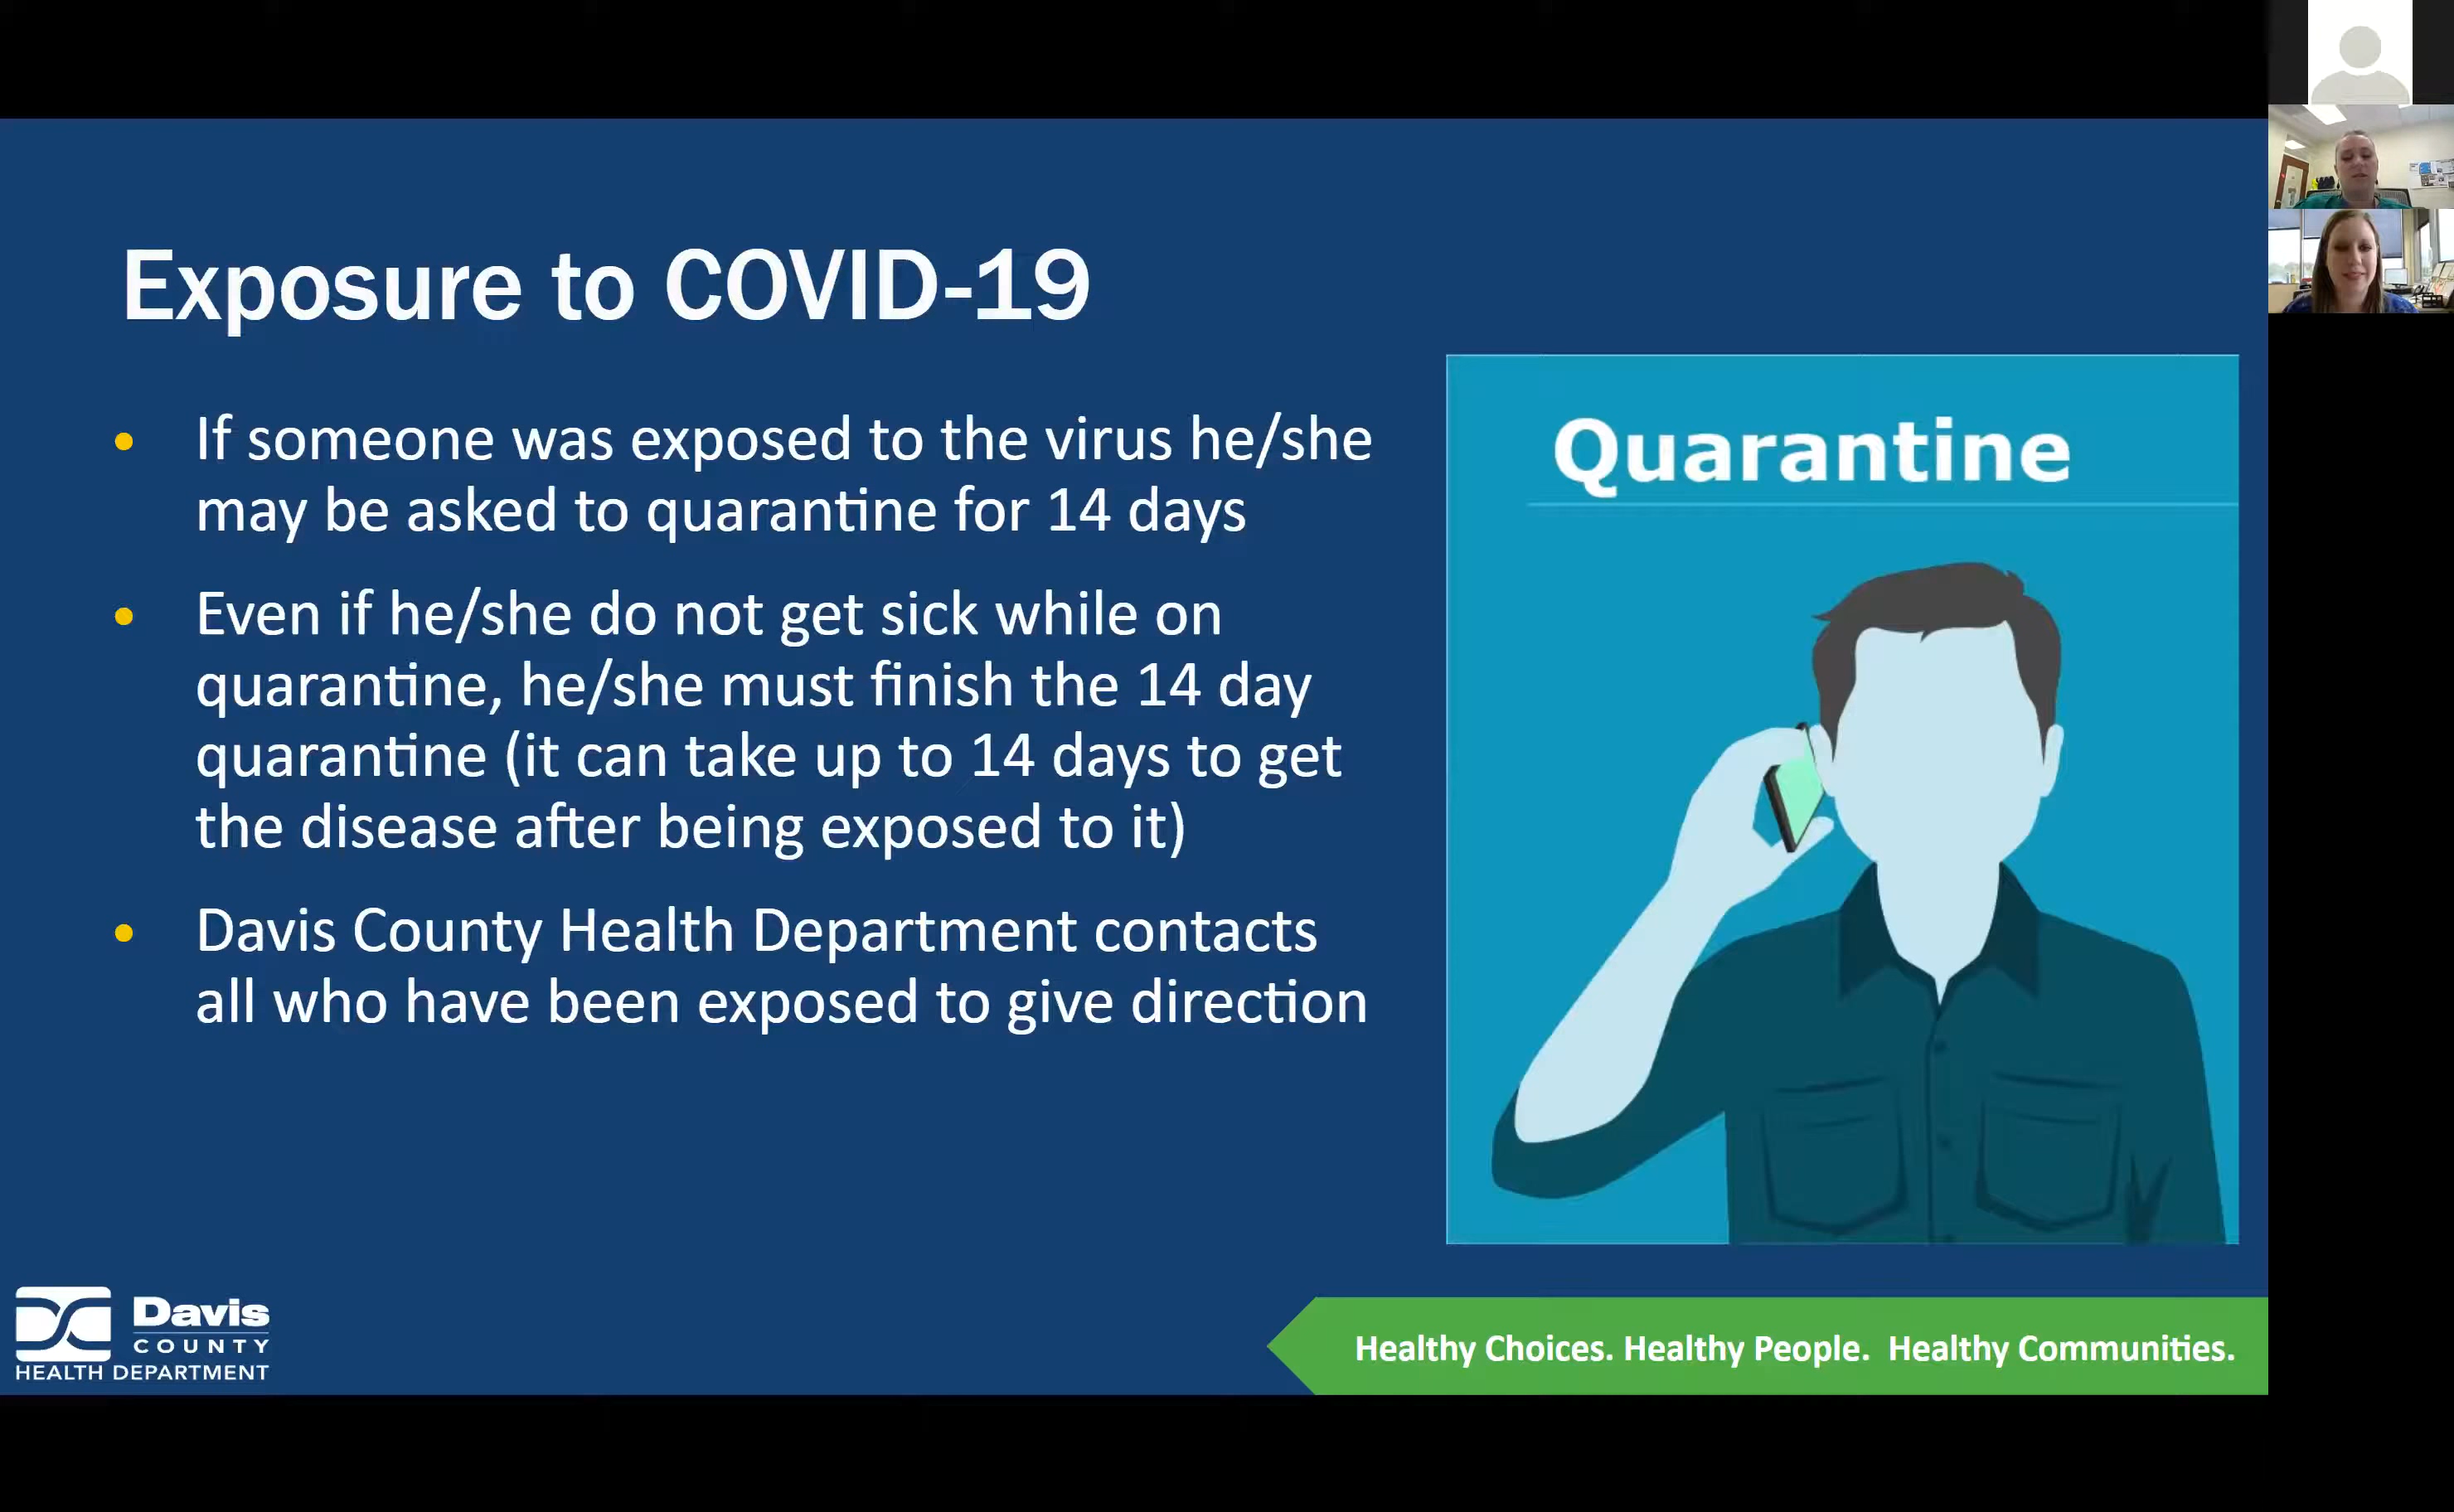 Exposure to COVID-19
If someone was exposed to the virus he/she
may be asked to quarantine for 14 days
Even if he/she do not get sick while on
quarantine, he/she must finish the 14 day
quarantine (it can take up to 14 days to get
the disease after being exposed to it)
Davis County Health Department contacts
all who have been exposed to give direction
Quarantine
Davis
COUNTY
HEALTH DEPARTMENT
Healthy Choices. Healthy People.  Healthy Communities.